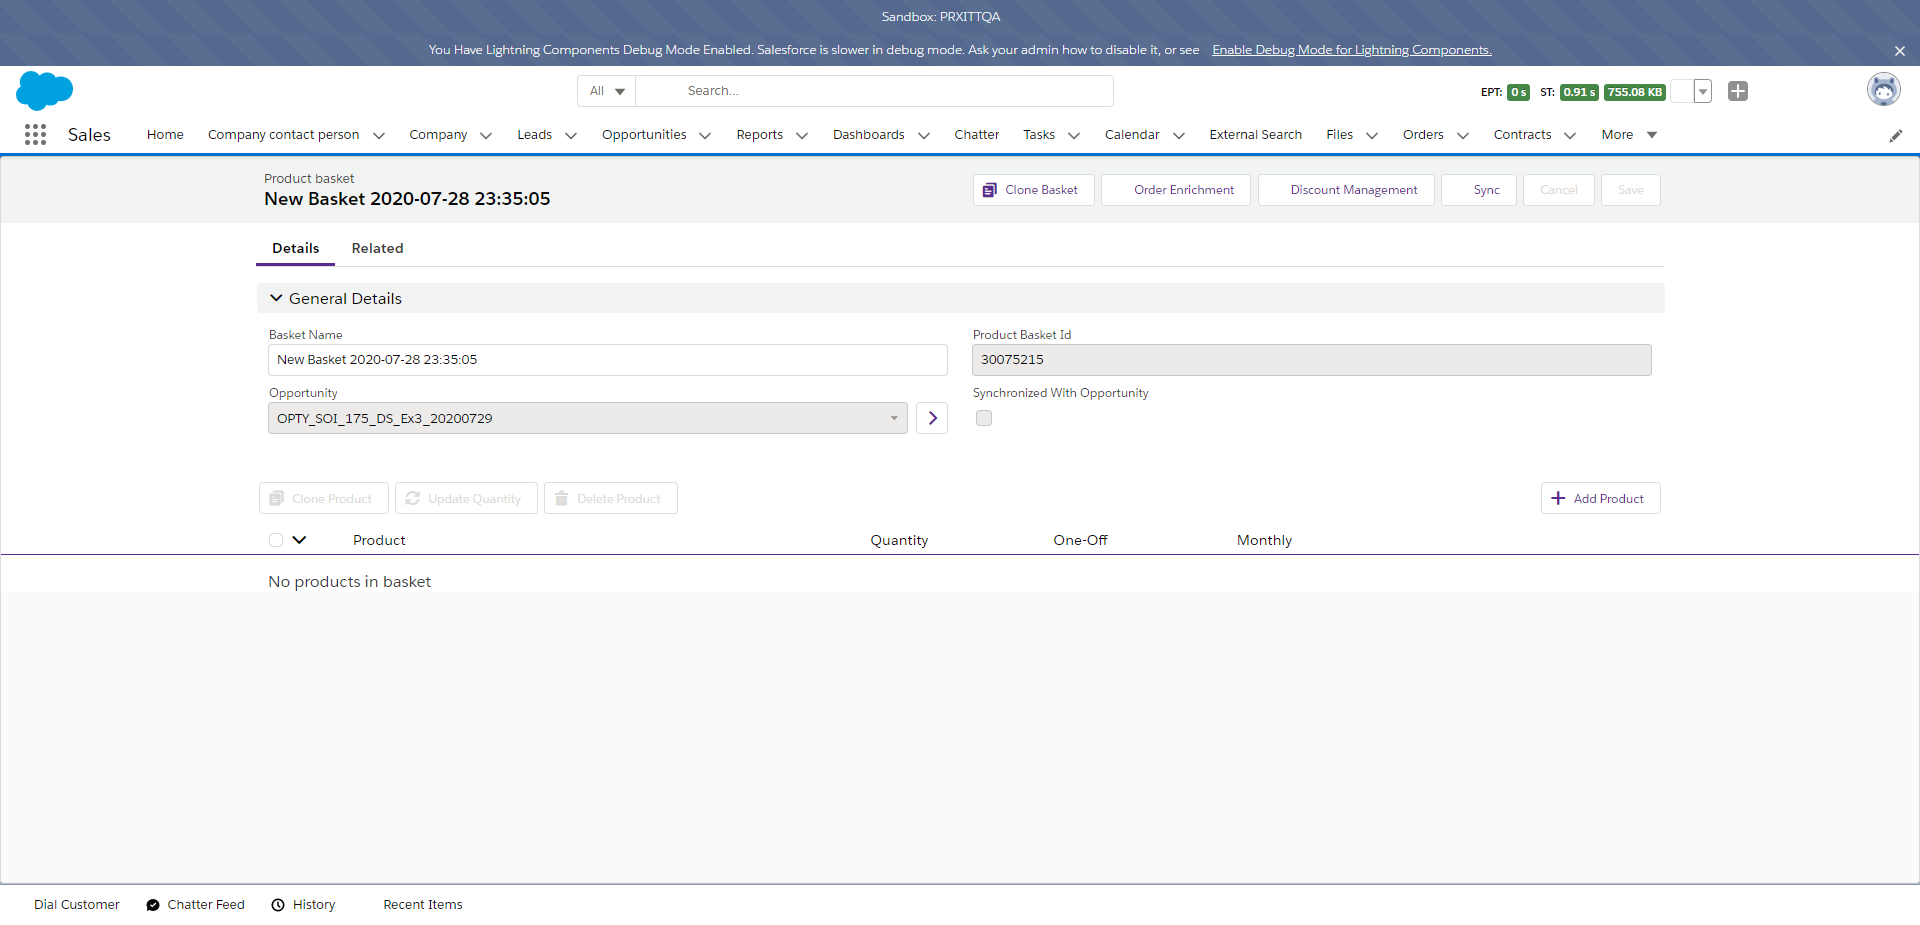 Sandbox: PRXITTQA
You Have Lightning Components Debug Mode Enabled. Salesforce is slower in debug mode. Ask your admin how to disable it, or see Enable Debug Mode for Lightning Components.
All Search... EPT: 0 s ST: 0.91 s 755.08 KB
Sales Home Company contact person Company Leads Opportunities Reports Dashboards Chatter Tasks Calendar External Search Files Orders Contracts More
Product basket
New Basket 2020-07-28 23:35:05
Clone Basket Order Enrichment Discount Management Sync Cancel Save
Details Related
General Details
Basket Name Product Basket Id
New Basket 2020-07-28 23:35:05 30075215
Opportunity Synchronized With Opportunity
OPTY_SOI_175_DS_Ex3_20200729
Clone Product Update Quantity Delete Product Add Product
Product Quantity One-Off Monthly
No products in basket
Dial Customer Chatter Feed History Recent Items